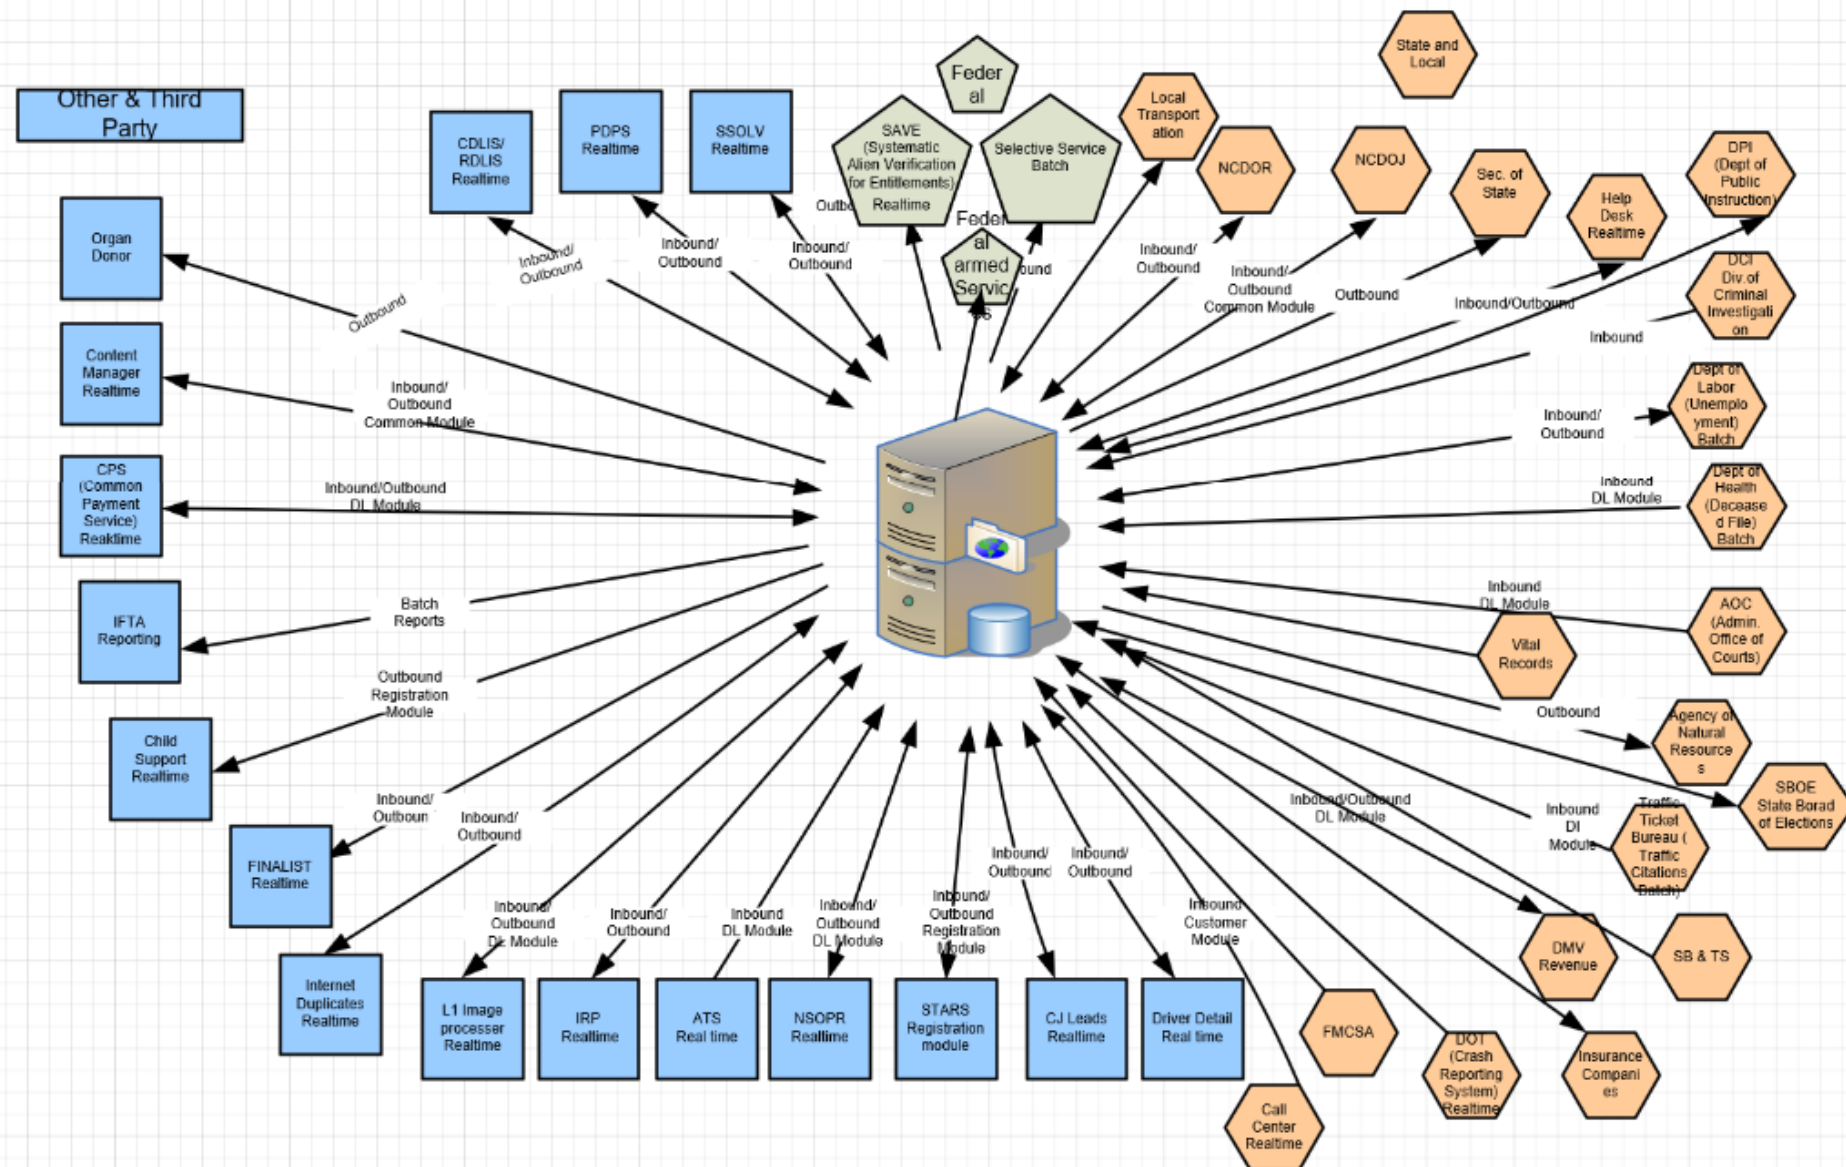 Other & Third
Party
CDLIS/
RDLIS
Realtime
PDPS
Realtime
SSOLV
Realtime
Feder
al
SAVE
(Systematic
Alien Verification
for Entitlements)
Realtime
Selective Service
Batch
Feder
al
armed
Servic
es
Local
Transport
ation
NCDOR
State and
Local
NCDOJ
Sec. of
State
Help
Desk
Realtime
DPI
(Dept of
Public
Instruction)
DCI
Div.of
Criminal
Investigati
on
Dept of
Labor
(Unemplo
yment)
Batch
Dept of
Health
(Decease
d File)
Batch
AOC
(Admin.
Office of
Courts)
Vital
Records
Agency of
Natural
Resource
s
SBOE
State Borad
of Elections
Traffic
Ticket
Bureau (
Traffic
Citations
Batch)
SB & TS
DMV
Revenue
Insurance
Compani
es
DOT
(Crash
Reporting
System)
Realtime
FMCSA
Call
Center
Realtime
Driver Detail
Real time
CJ Leads
Realtime
STARS
Registration
module
NSOPR
Realtime
ATS
Real time
IRP
Realtime
L1 Image
processer
Realtime
Internet
Duplicates
Realtime
FINALIST
Realtime
Child
Support
Realtime
IFTA
Reporting
CPS
(Common
Payment
Service)
Reaktime
Content
Manager
Realtime
Organ
Donor
Outbound
Inbound/
Outbound
Common Module
Inbound/Outbound
DL Module
Batch
Reports
Outbound
Registration
Module
Inbound/
Outboun
Inbound/
Outbound
Inbound/
Outbound
DL Module
Inbound/
Outbound
Inbound
DL Module
Inbound/
Outbound
DL Module
Inbound/
Outbound
Registration
Module
Inbound/
Outbound
Inbound/
Outbound
Inbound
Customer
Module
Inbound/Outbound
DL Module
Inbound
DI
Module
Outbound
Inbound
DL Module
Inbound
DL Module
Inbound/
Outbound
Inbound
Inbound/Outbound
Outbound
Inbound/
Outbound
Common Module
Inbound/
Outbound
ound
Outbo
Inbound/
Outbound
Inbound/
Outbound
Inbound/
Outbound